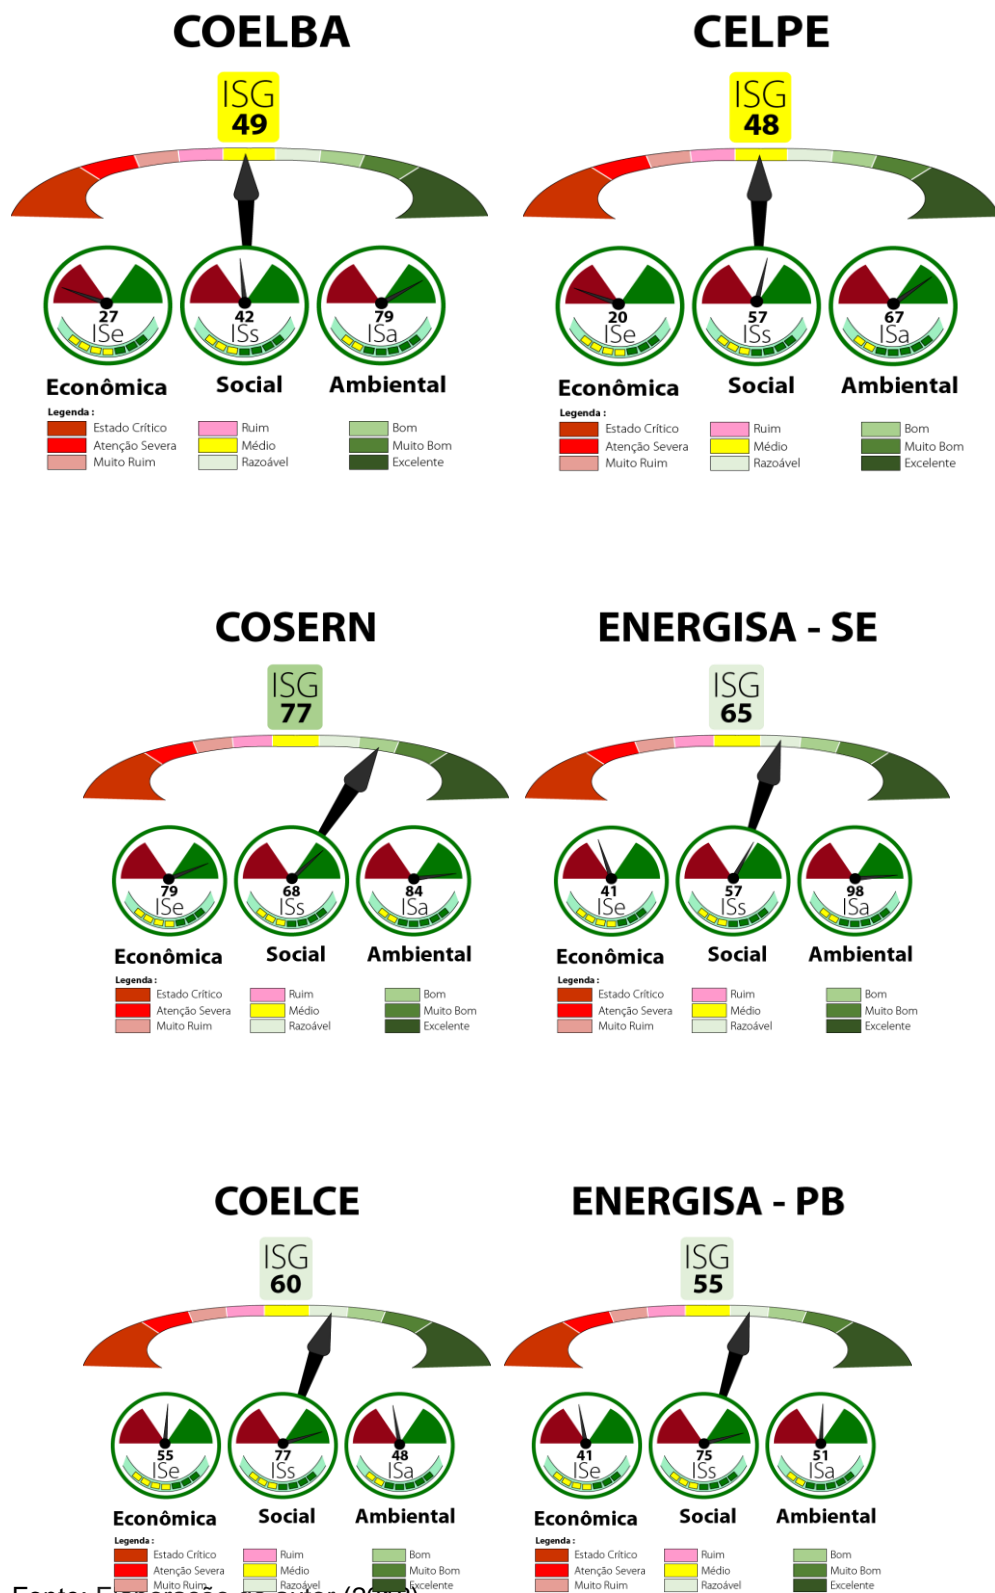 COELBA
ISG
49
27
ISe
42
ISs
79
ISa
Econômica
Social
Ambiental
Legenda :
Estado Crítico
Atenção Severa
Muito Ruim
Ruim
Médio
Razoável
Bom
Muito Bom
Excelente
CELPE
ISG
48
20
ISe
57
ISs
67
ISa
Econômica
Social
Ambiental
Legenda :
Estado Crítico
Atenção Severa
Muito Ruim
Ruim
Médio
Razoável
Bom
Muito Bom
Excelente
COSERN
ISG
77
79
ISe
68
ISs
84
ISa
Econômica
Social
Ambiental
Legenda :
Estado Crítico
Atenção Severa
Muito Ruim
Ruim
Médio
Razoável
Bom
Muito Bom
Excelente
ENERGISA - SE
ISG
65
41
ISe
57
ISs
98
ISa
Econômica
Social
Ambiental
Legenda :
Estado Crítico
Atenção Severa
Muito Ruim
Ruim
Médio
Razoável
Bom
Muito Bom
Excelente
COELCE
ISG
60
55
ISe
77
ISs
48
ISa
Econômica
Social
Ambiental
Legenda :
Estado Crítico
Atenção Severa
Muito Ruim
Ruim
Médio
Razoável
Bom
Muito Bom
Excelente
ENERGISA - PB
ISG
55
41
ISe
75
ISs
51
ISa
Econômica
Social
Ambiental
Legenda :
Estado Crítico
Atenção Severa
Muito Ruim
Ruim
Médio
Razoável
Bom
Muito Bom
Excelente
Fonte: